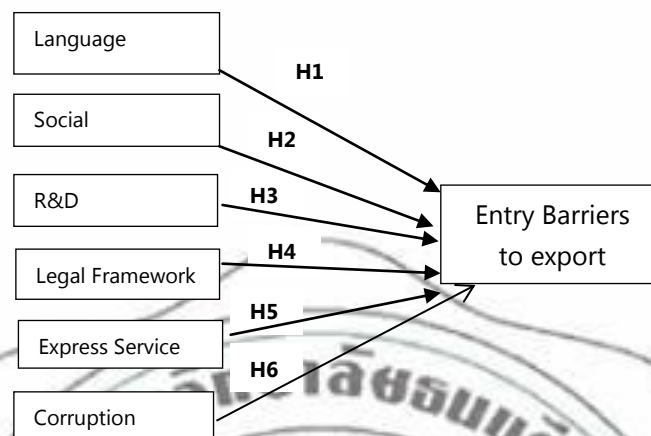 Language
H1
Social
H2
R&D
H3
Entry Barriers
to export
Legal Framework
H4
Express Service
H5
H6
Corruption